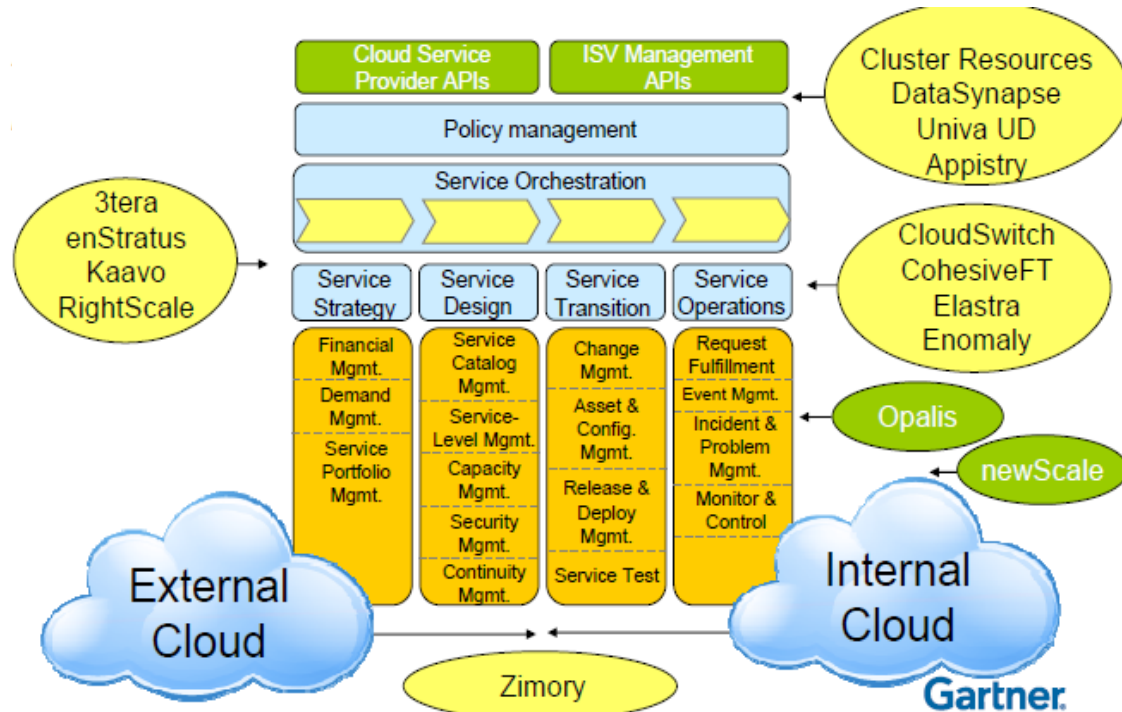 Cloud Service
Provider APIs
ISV Management
APIs
Policy management
Service Orchestration
Cluster Resources
DataSynapse
Univa UD
Appistry
3tera
enStratus
Kaavo
RightScale
CloudSwitch
CohesiveFT
Elastra
Enomaly
Service
Strategy
Service
Design
Service
Transition
Service
Operations
Financial
Mgmt.
Demand
Mgmt.
Service
Portfolio
Mgmt.
Service
Catalog
Mgmt.
Service-
Level Mgmt.
Capacity
Mgmt.
Security
Mgmt.
Continuity
Mgmt.
Change
Mgmt.
Asset &
Config.
Mgmt.
Release &
Deploy
Mgmt.
Service Test
Request
Fulfillment
Event Mgmt.
Incident &
Problem
Mgmt.
Monitor &
Control
Opalis
newScale
External
Cloud
Internal
Cloud
Zimory
Gartner.